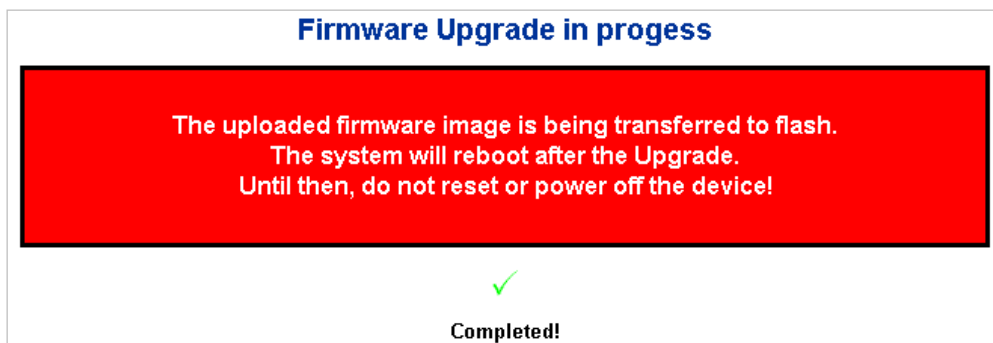 Firmware Upgrade in progess
The uploaded firmware image is being transferred to flash.
The system will reboot after the Upgrade.
Until then, do not reset or power off the device!
Completed!